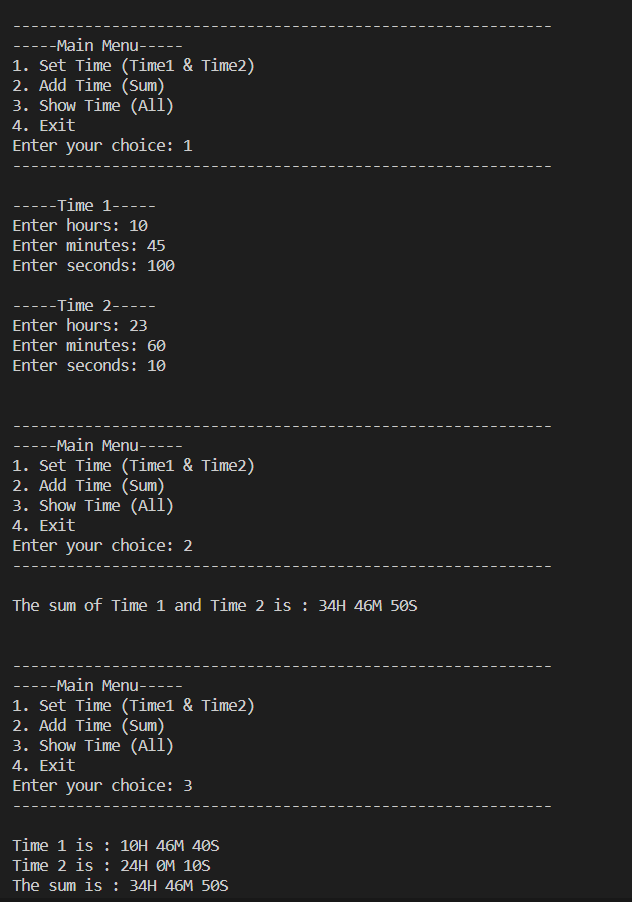 ------------------------------------------------------------
-----Main Menu-----
1. Set Time (Time1 & Time2)
2. Add Time (Sum)
3. Show Time (All)
4. Exit
Enter your choice: 1
------------------------------------------------------------
-----Time 1-----
Enter hours: 10
Enter minutes: 45
Enter seconds: 100
-----Time 2-----
Enter hours: 23
Enter minutes: 60
Enter seconds: 10
------------------------------------------------------------
-----Main Menu-----
1. Set Time (Time1 & Time2)
2. Add Time (Sum)
3. Show Time (All)
4. Exit
Enter your choice: 2
------------------------------------------------------------
The sum of Time 1 and Time 2 is : 34H 46M 50S
------------------------------------------------------------
-----Main Menu-----
1. Set Time (Time1 & Time2)
2. Add Time (Sum)
3. Show Time (All)
4. Exit
Enter your choice: 3
------------------------------------------------------------
Time 1 is : 10H 46M 40S
Time 2 is : 24H 0M 10S
The sum is : 34H 46M 50S